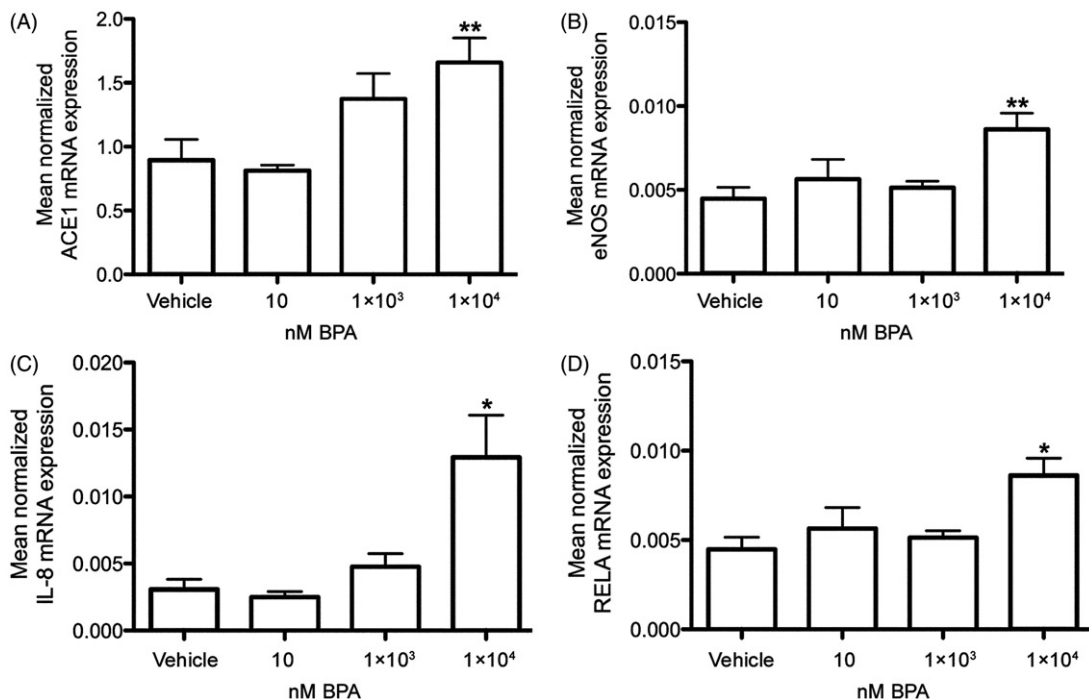 (A)
Mean normalized
ACE1 mRNA expression
2.0
1.5
1.0
0.5
0.0
**
Vehicle 10 1×10³ 1×10⁴
nM BPA
(B)
Mean normalized
eNOS mRNA expression
0.015
0.010
0.005
0.000
**
Vehicle 10 1×10³ 1×10⁴
nM BPA
(C)
Mean normalized
IL-8 mRNA expression
0.020
0.015
0.010
0.005
0.000
*
Vehicle 10 1×10³ 1×10⁴
nM BPA
(D)
Mean normalized
RELA mRNA expression
0.015
0.010
0.005
0.000
*
Vehicle 10 1×10³ 1×10⁴
nM BPA